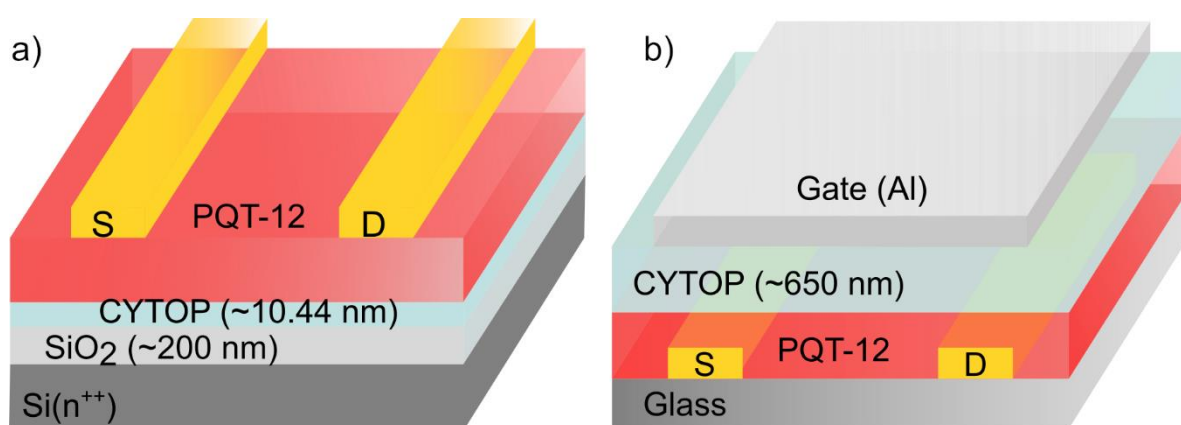 a)
S
PQT-12
D
CYTOP (~10.44 nm)
SiO₂ (~200 nm)
Si(n⁺⁺)
b)
Gate (Al)
CYTOP (~650 nm)
S
PQT-12
D
Glass